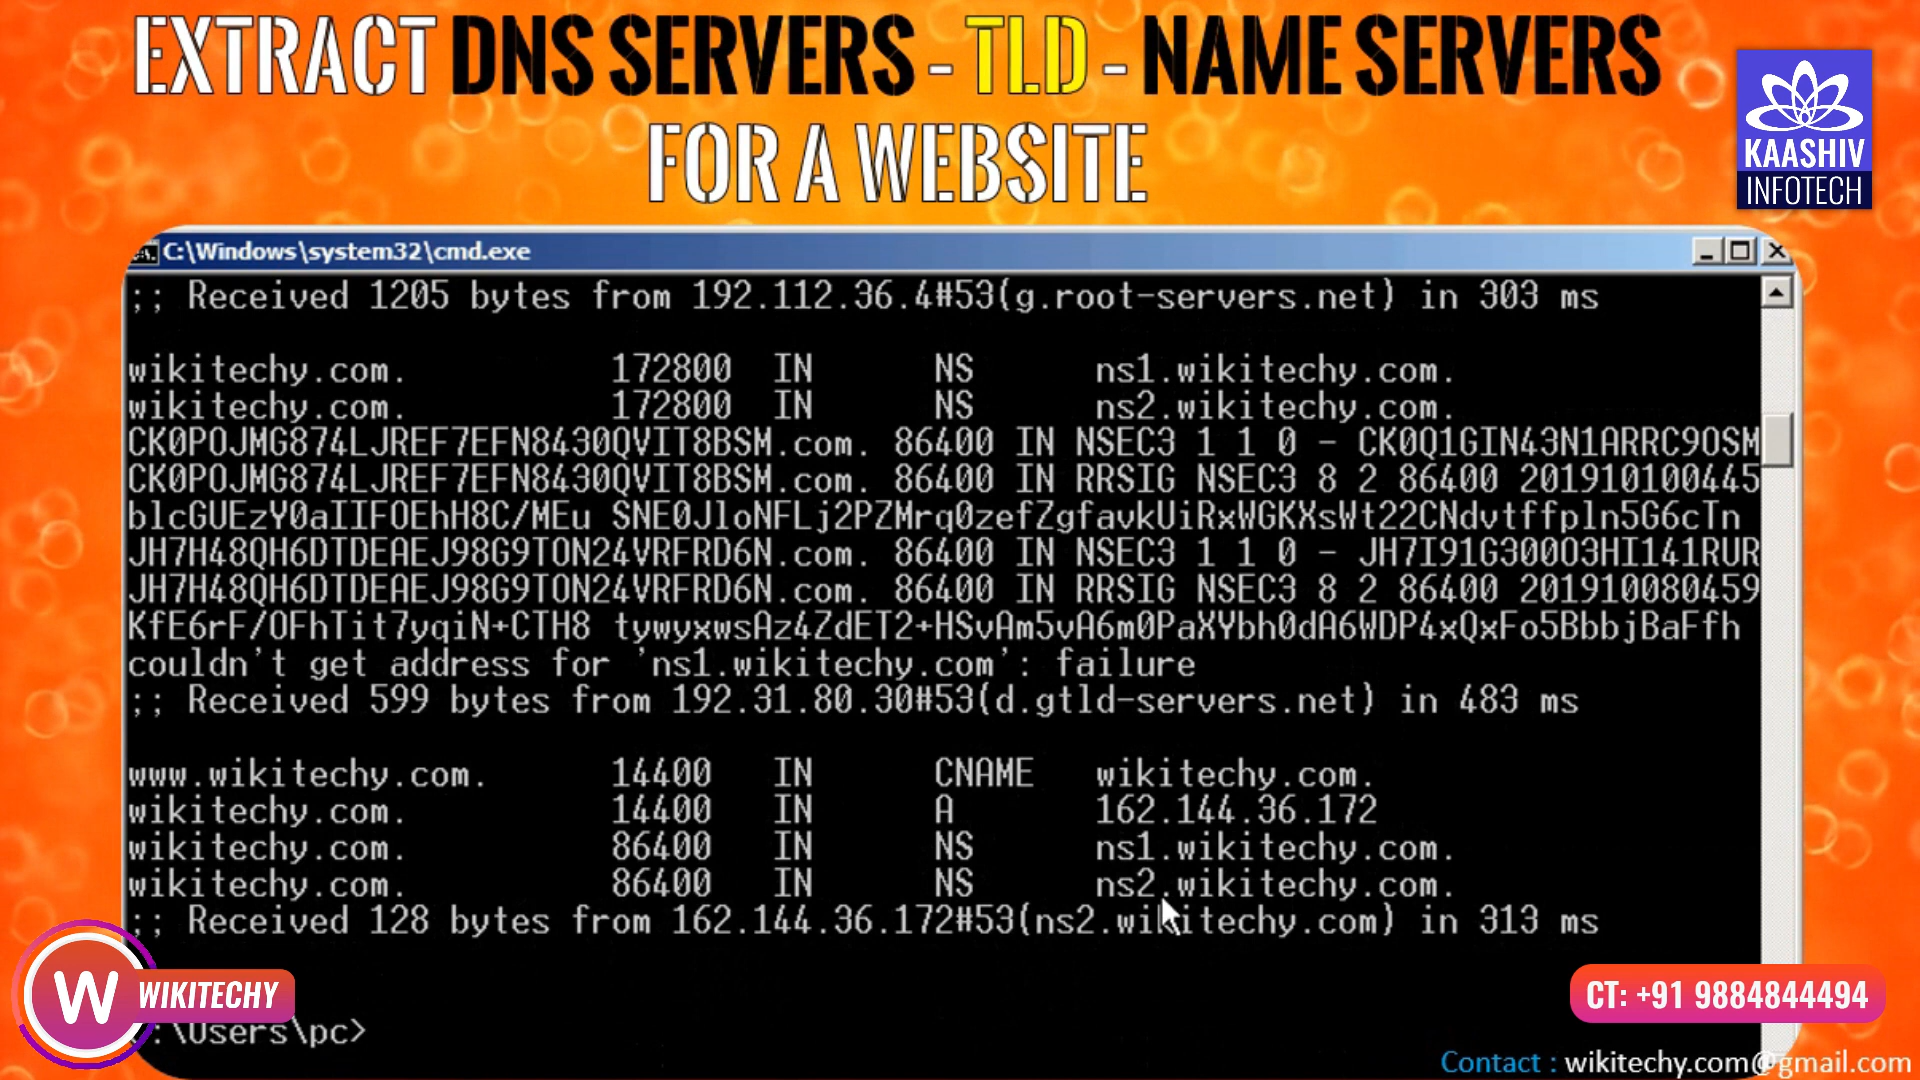 EXTRACT DNS SERVERS - TLD - NAME SERVERS
FOR A WEBSITE
KAASHIV
INFOTECH
C:\Windows\system32\cmd.exe
;; Received 1205 bytes from 192.112.36.4#53(g.root-servers.net) in 303 ms
wikitechy.com. 172800 IN NS ns1.wikitechy.com.
wikitechy.com. 172800 IN NS ns2.wikitechy.com.
CK0POJMG874LJREF7EFN8430QVIT8BSM.com. 86400 IN NSEC3 1 1 0 - CK0Q1GIN43N1ARRC9OSM
CK0POJMG874LJREF7EFN8430QVIT8BSM.com. 86400 IN RRSIG NSEC3 8 2 86400 201910100445
blcGUEzY0aIIFOEhH8C/MEu SNE0JloNFLj2PZMrq0zefZgfavkUiRxWGKXsWt22CNdvtffpln5G6cTn
JH7H48QH6DTDEAEJ98G9TON24VRFRD6N.com. 86400 IN NSEC3 1 1 0 - JH7I91G300O3HI141RUR
JH7H48QH6DTDEAEJ98G9TON24VRFRD6N.com. 86400 IN RRSIG NSEC3 8 2 86400 201910080459
KfE6rF/OFhTit7yqiN+CTH8 tywyxwsAz4ZdET2+HSvAm5vA6m0PaXYbh0dA6WDP4xQxFo5BbbjBaFfh
couldn't get address for 'ns1.wikitechy.com': failure
;; Received 599 bytes from 192.31.80.30#53(d.gtld-servers.net) in 483 ms
www.wikitechy.com. 14400 IN CNAME wikitechy.com.
wikitechy.com. 14400 IN A 162.144.36.172
wikitechy.com. 86400 IN NS ns1.wikitechy.com.
wikitechy.com. 86400 IN NS ns2.wikitechy.com.
;; Received 128 bytes from 162.144.36.172#53(ns2.wikitechy.com) in 313 ms
W WIKITECHY
CT: +91 9884844494
:\Users\pc>
Contact : wikitechy.com@gmail.com